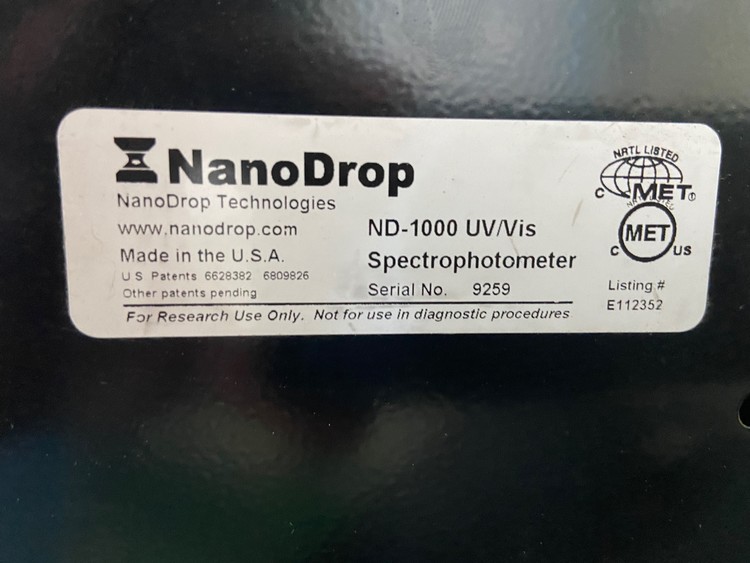 NanoDrop
NanoDrop Technologies
www.nanodrop.com
Made in the U.S.A.
US Patents 6628382 6809826
Other patents pending
ND-1000 UV/Vis
Spectrophotometer
Serial No. 9259
For Research Use Only. Not for use in diagnostic procedures
NRTL LISTED
C MET
C MET US
Listing #
E112352